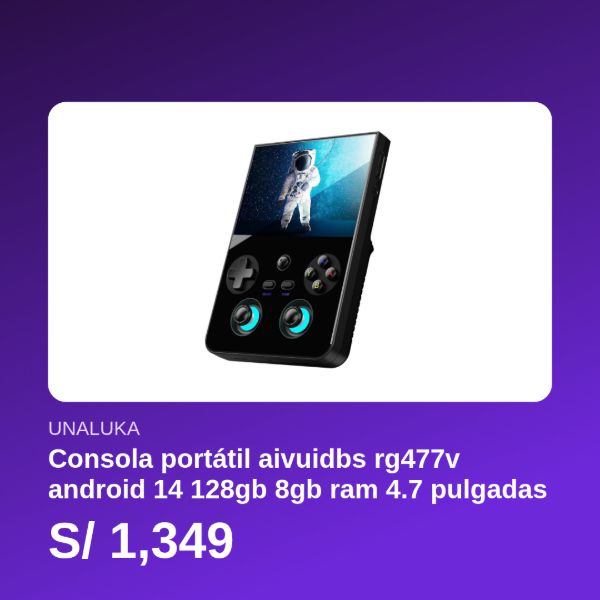 UNALUKA
Consola portátil aivuidbs rg477v
android 14 128gb 8gb ram 4.7 pulgadas
S/ 1,349